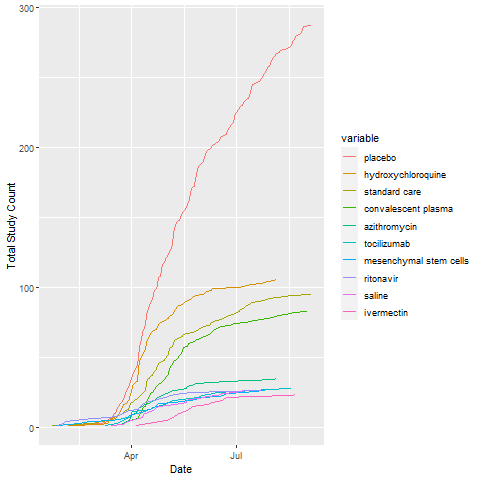 300
200
100
0
Total Study Count
Apr
Jul
Date
variable
placebo
hydroxychloroquine
standard care
convalescent plasma
azithromycin
tocilizumab
mesenchymal stem cells
ritonavir
saline
ivermectin